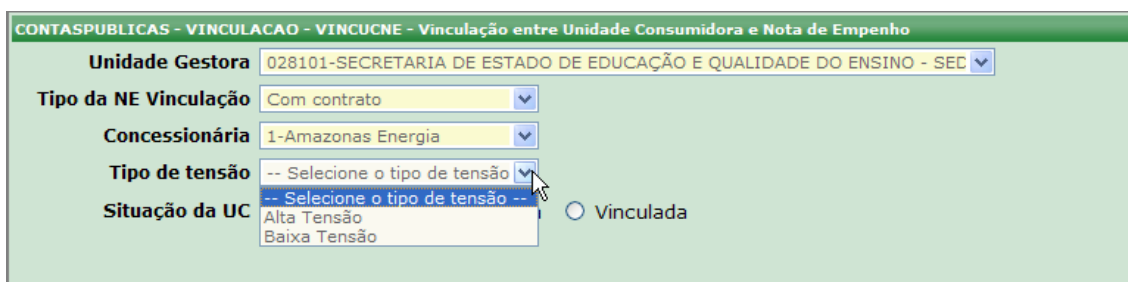 CONTASPUBLICAS - VINCULACAO - VINCUCNE - Vinculação entre Unidade Consumidora e Nota de Empenho
Unidade Gestora 028101-SECRETARIA DE ESTADO DE EDUCAÇÃO E QUALIDADE DO ENSINO - SED
Tipo da NE Vinculação Com contrato
Concessionária 1-Amazonas Energia
Tipo de tensão -- Selecione o tipo de tensão
-- Selecione o tipo de tensão --
Situação da UC Vinculada
Alta Tensão
Baixa Tensão